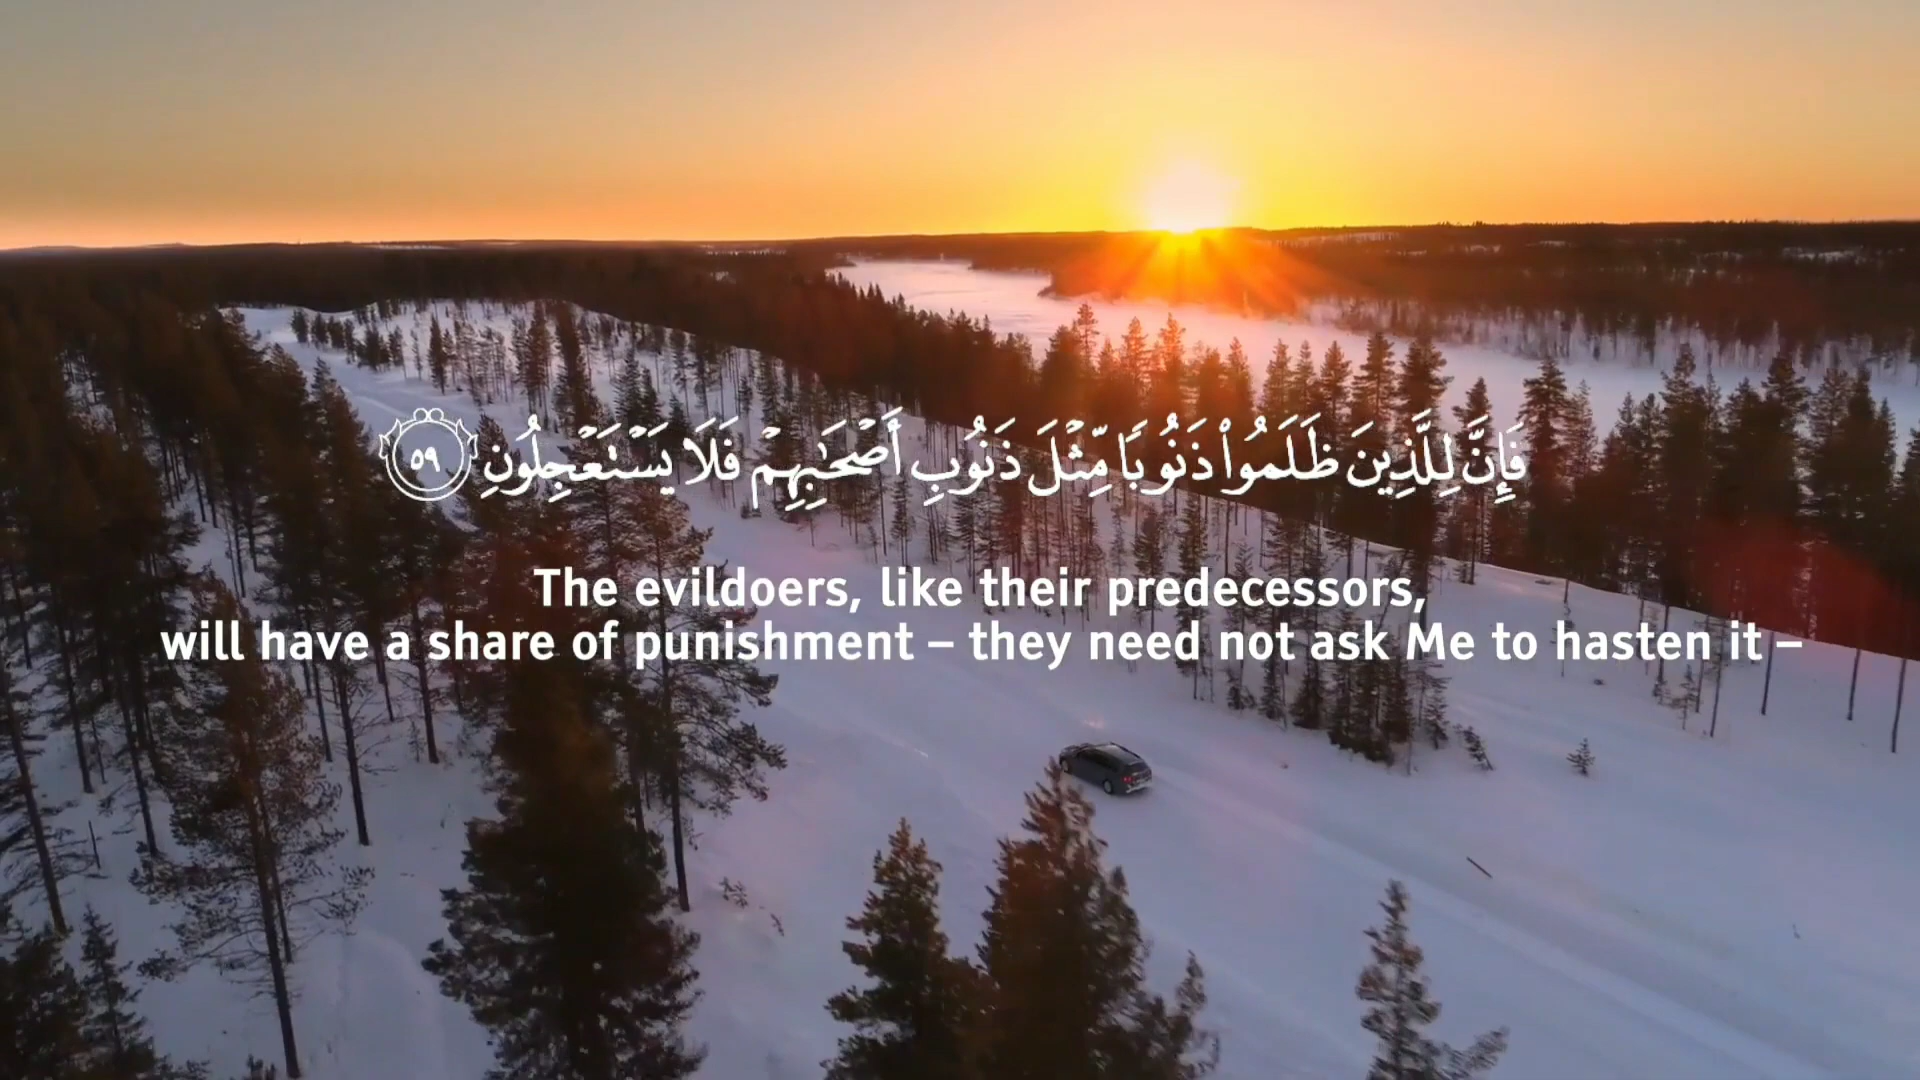 فَإِنَّ لِلَّذِينَ ظَلَمُوا۟ ذَنُوبًا مِّثْلَ ذَنُوبِ أَصْحَـٰبِهِمْ فَلَا يَسْتَعْجِلُونِ ٥٩
The evildoers, like their predecessors,
will have a share of punishment – they need not ask Me to hasten it –